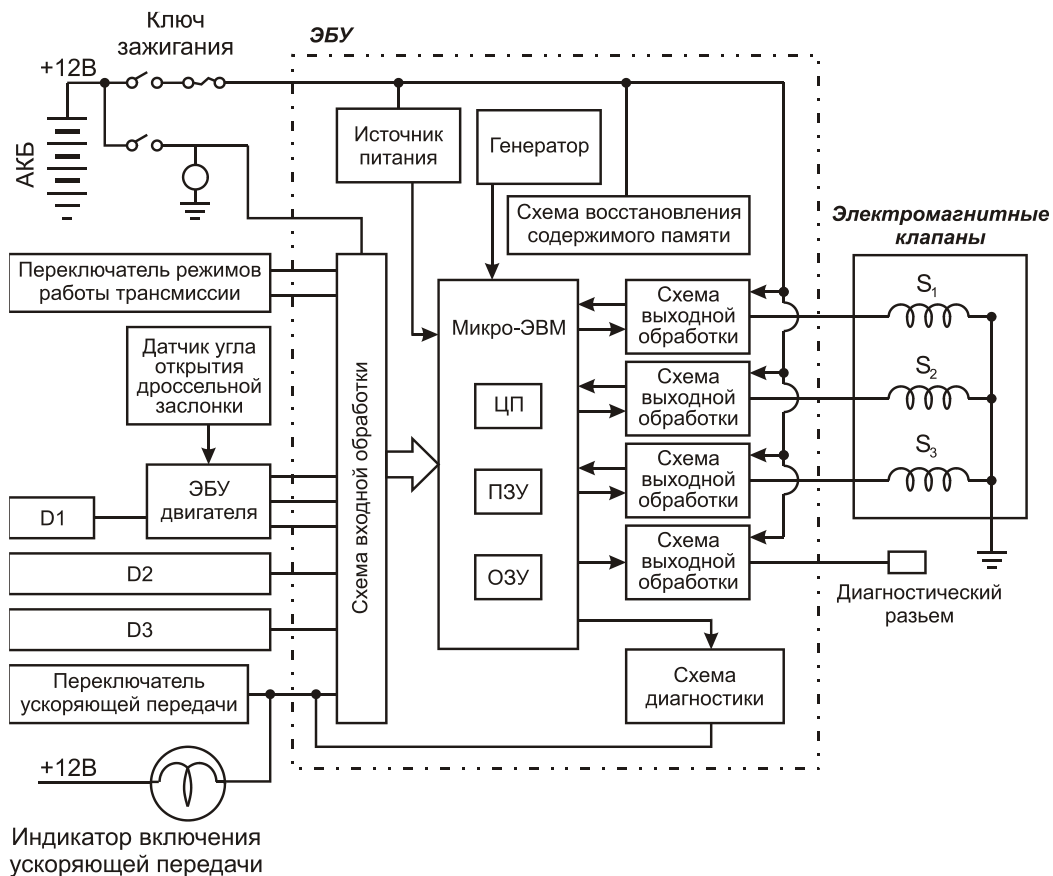 Ключ
зажигания
ЭБУ
+12В
АКБ
Источник
питания
Генератор
Схема восстановления
содержимого памяти
Электромагнитные
клапаны
Переключатель режимов
работы трансмиссии
Датчик угла
открытия
дроссельной
заслонки
ЭБУ
двигателя
D1
D2
D3
Переключатель
ускоряющей передачи
+12В
Индикатор включения
ускоряющей передачи
Схема входной обработки
Микро-ЭВМ
ЦП
ПЗУ
ОЗУ
Схема
выходной
обработки
Схема
выходной
обработки
Схема
выходной
обработки
Схема
выходной
обработки
Схема
диагностики
S1
S2
S3
Диагностический
разьем